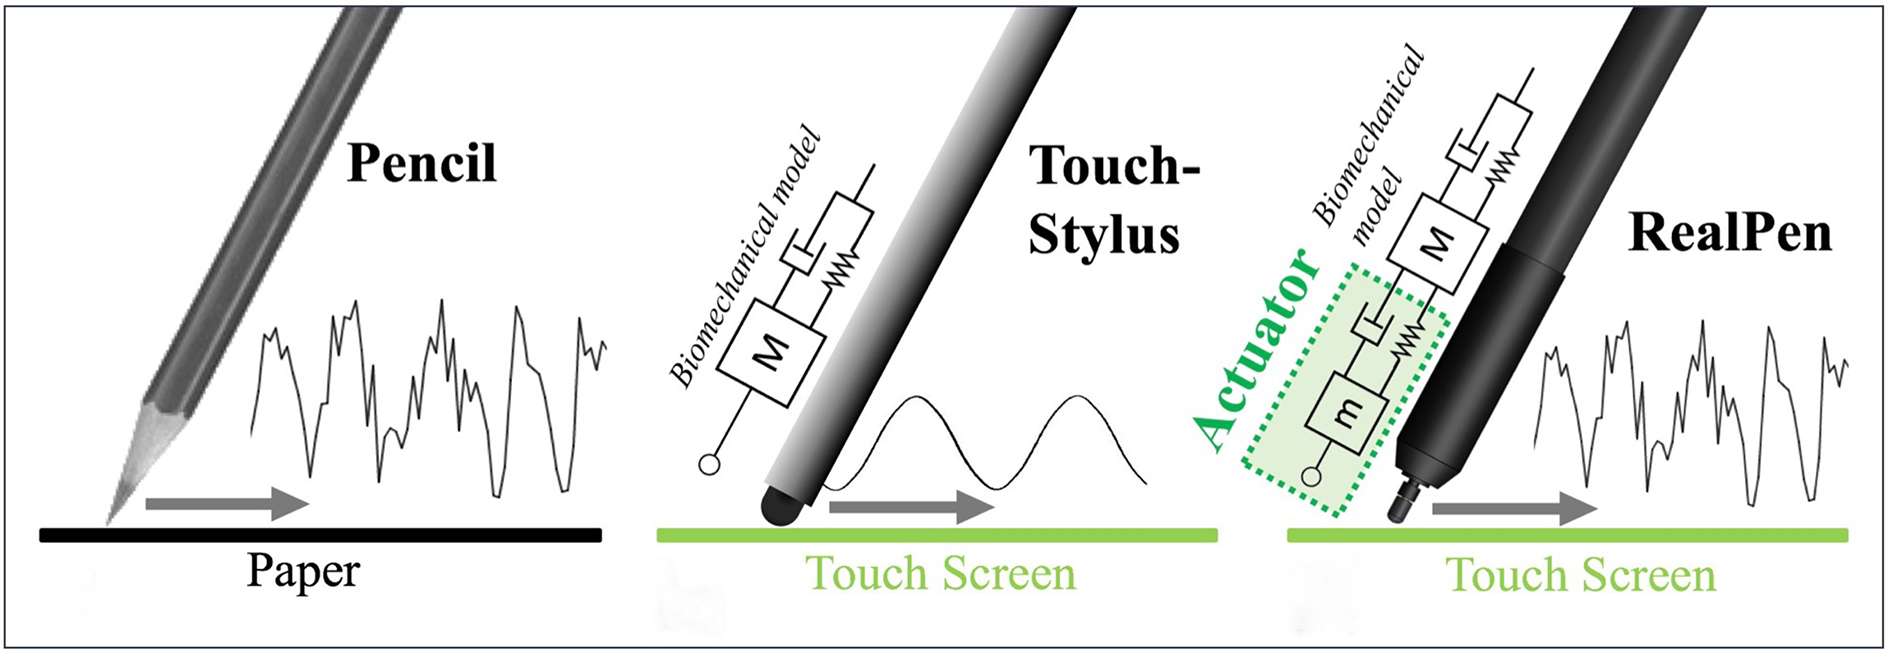 Pencil
Paper
Biomechanical model
M
Touch-
Stylus
Touch Screen
Biomechanical
model
M
Actuator
m
RealPen
Touch Screen